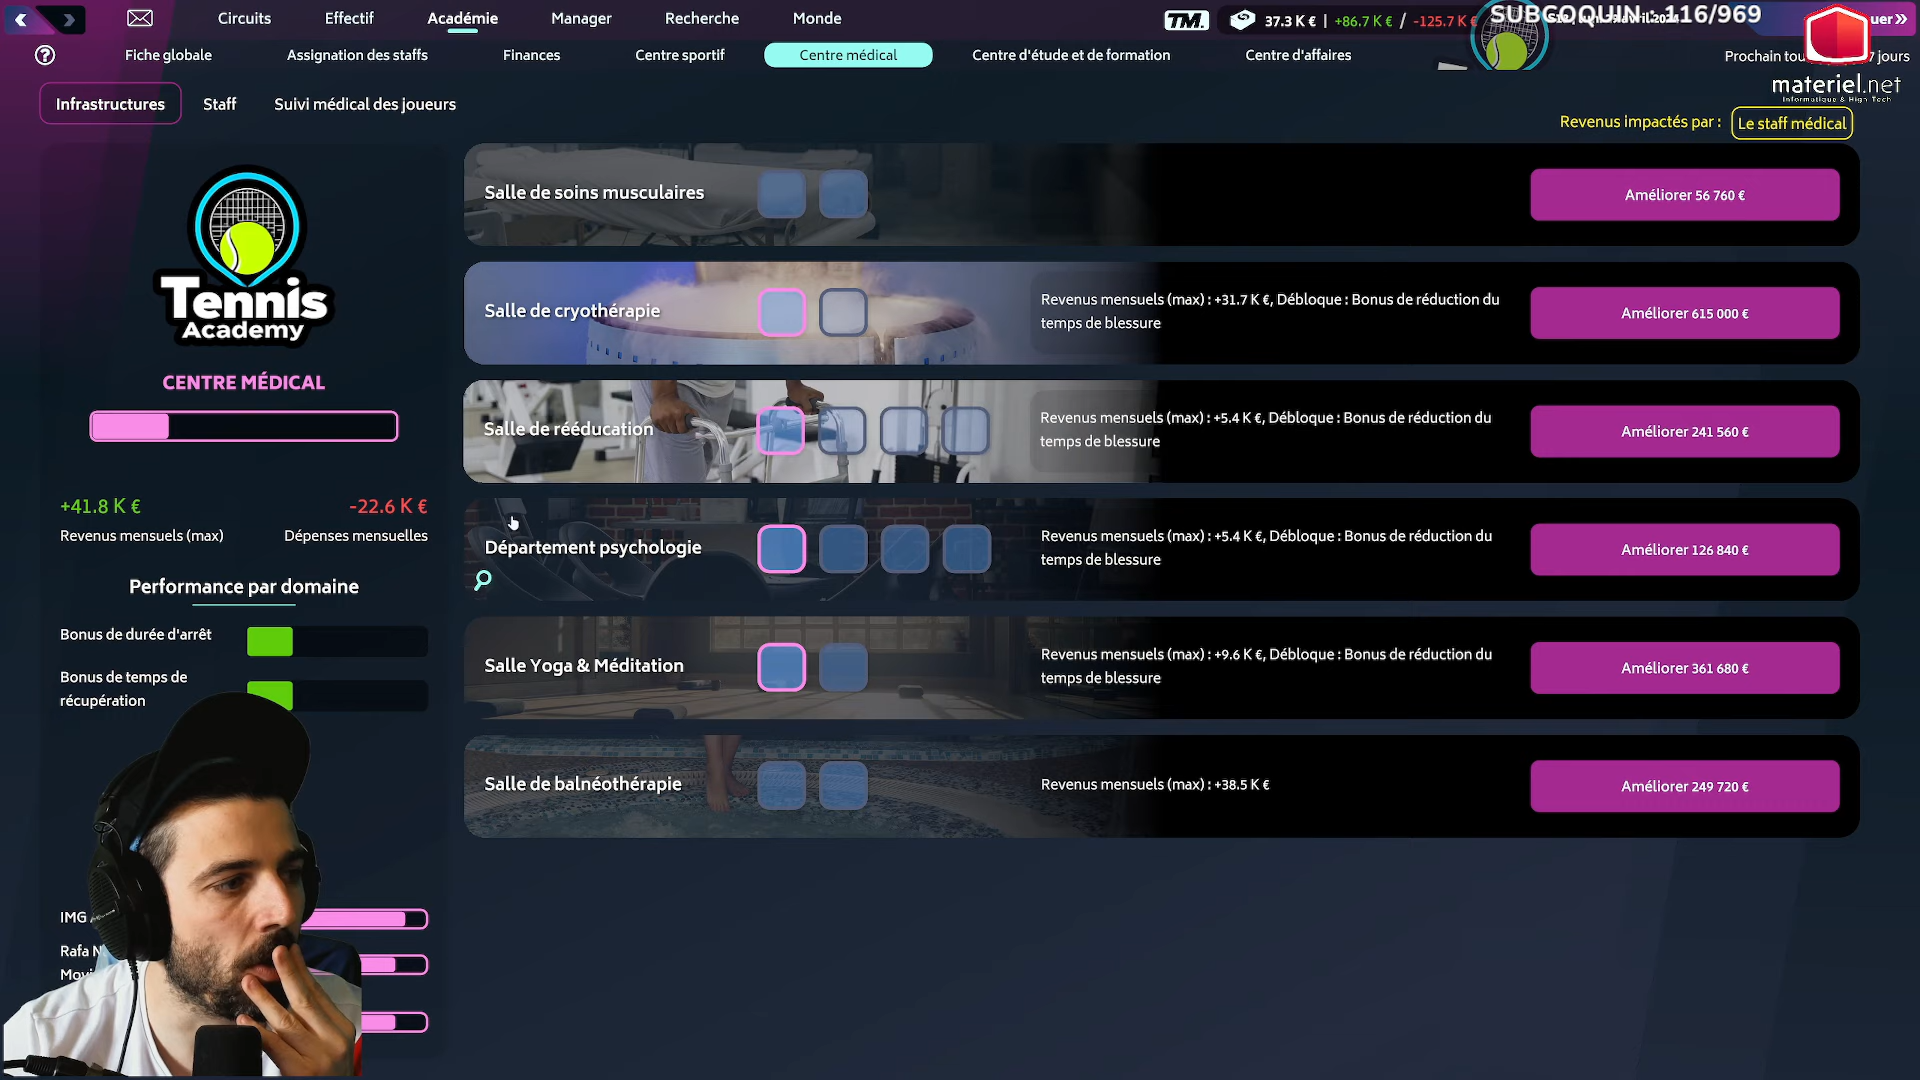 Circuits
Effectif
Académie
Manager
Recherche
Monde
TM.
37.3 K € | +86.7 K € / -125.7 K €
SUBCOQUIN : 116/969
uer
Fiche globale
Assignation des staffs
Finances
Centre sportif
Centre médical
Centre d'étude et de formation
Centre d'affaires
Prochain
jours
materiel.net
Informatique & High Tech
Infrastructures
Staff
Suivi médical des joueurs
Revenus impactés par :
Le staff médical
Tennis
Academy
CENTRE MÉDICAL
+41.8 K €
-22.6 K €
Revenus mensuels (max)
Dépenses mensuelles
Performance par domaine
Bonus de durée d'arrêt
Bonus de temps de
récupération
IMG
Rafa
Salle de soins musculaires
Améliorer 56 760 €
Salle de cryothérapie
Revenus mensuels (max) : +31.7 K €, Débloque : Bonus de réduction du
temps de blessure
Améliorer 615 000 €
Salle de rééducation
Revenus mensuels (max) : +5.4 K €, Débloque : Bonus de réduction du
temps de blessure
Améliorer 241 560 €
Département psychologie
Revenus mensuels (max) : +5.4 K €, Débloque : Bonus de réduction du
temps de blessure
Améliorer 126 840 €
Salle Yoga & Méditation
Revenus mensuels (max) : +9.6 K €, Débloque : Bonus de réduction du
temps de blessure
Améliorer 361 680 €
Salle de balnéothérapie
Revenus mensuels (max) : +38.5 K €
Améliorer 249 720 €